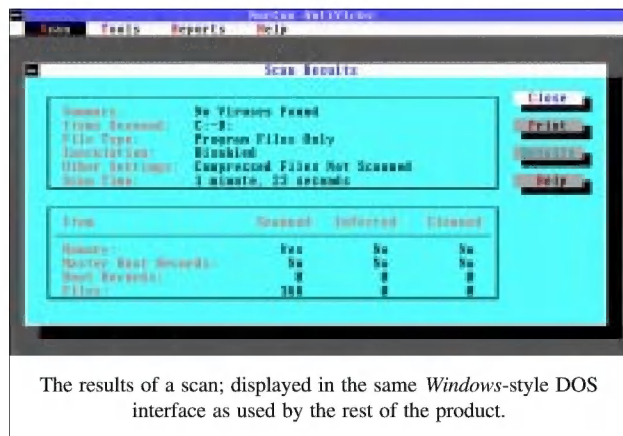 Norton AntiVirus
Scan Tools Reports Help
Scan Results
Close
Summary: No Viruses Found
Items Scanned: C:-D:
Print
File Type: Program Files Only
Inoculation: Disabled
Details
Other Settings: Compressed Files Not Scanned
Scan Time: 1 minute, 23 seconds
Help
Item Scanned Infected Cleaned
Memory: Yes No No
Master Boot Records: No No No
Boot Records: 0 0 0
Files: 0 0
The results of a scan; displayed in the same Windows-style DOS
interface as used by the rest of the product.